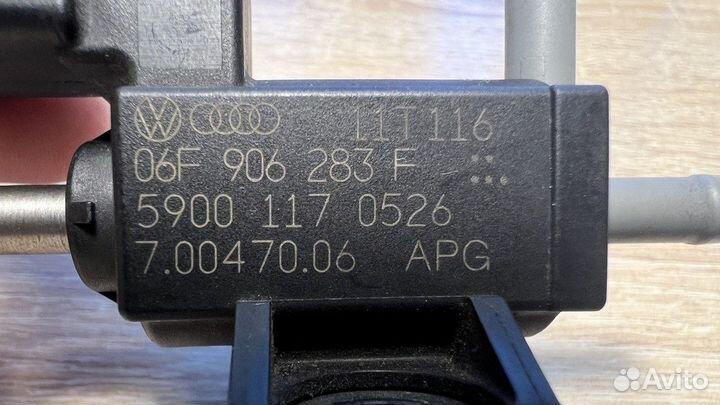 11T116
06F 906 283 F
5900 117 0526
7.00470.06 APG
Avito